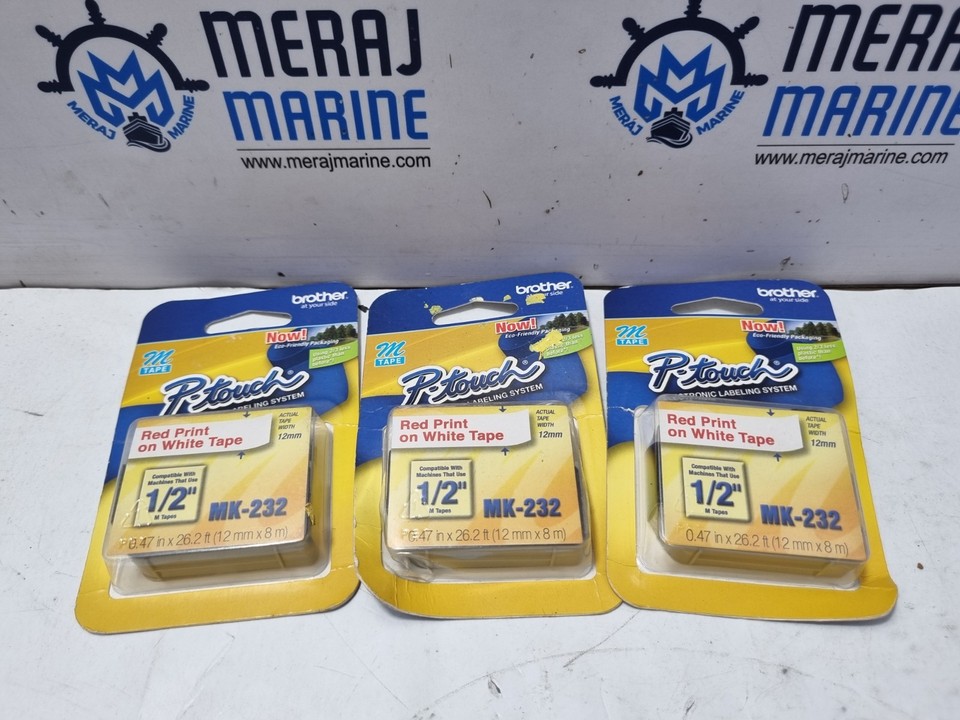 MERAJ
MARINE
MERAJ MARINE
www.merajmarine.com
MERAJ
MARINE
MERAJ MARINE
www.merajmarine.com
brother
at your side
Now!
Eco-Friendly Packaging
M
TAPE
P-touch
LABELING SYSTEM
Red Print
on White Tape
ACTUAL
TAPE
WIDTH
12mm
Compatible With
Machines That Use
1/2"
M Tapes
MK-232
0.47 in x 26.2 ft (12 mm x 8 m)
brother
your side
Now!
Eco-Friendly Packaging
M
TAPE
P-touch
LABELING SYSTEM
Red Print
on White Tape
ACTUAL
TAPE
WIDTH
12mm
Compatible With
Machines That Use
1/2"
M Tapes
MK-232
0.47 in x 26.2 ft (12 mm x 8 m)
brother
at your side
Now!
Eco-Friendly Packaging
M
TAPE
P-touch
CTRONIC LABELING SYSTEM
Red Print
on White Tape
ACTUAL
TAPE
WIDTH
12mm
Compatible With
Machines That Use
1/2"
M Tapes
MK-232
0.47 in x 26.2 ft (12 mm x 8 m)